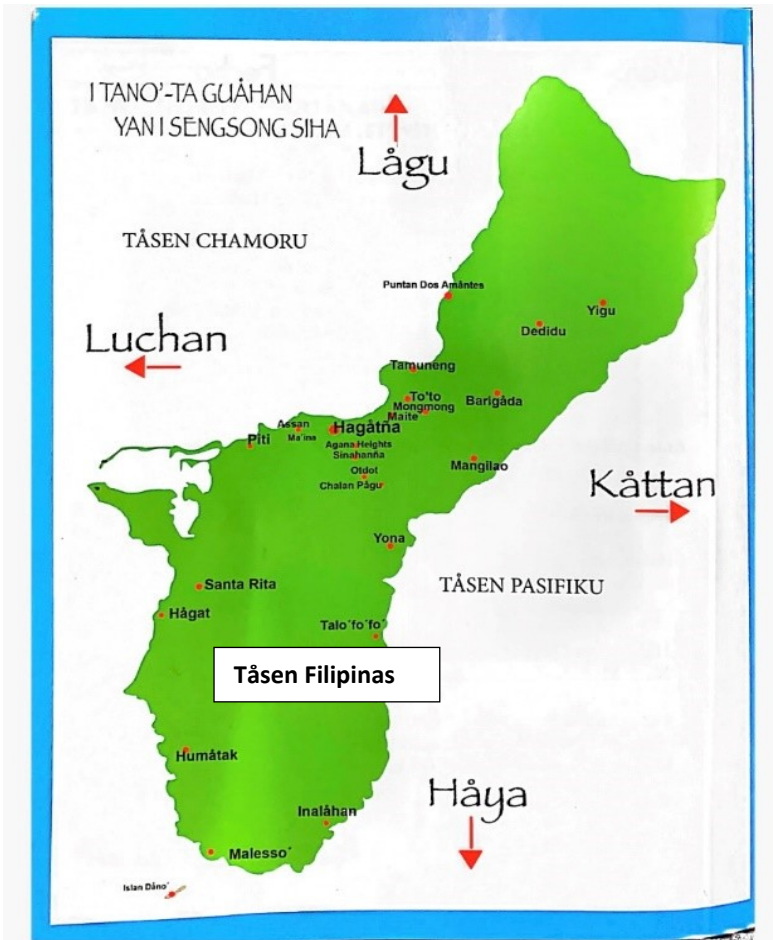 I TANO'-TA GUÅHAN
YAN I SENGSONG SIHA
Lågu
TÅSEN CHAMORU
Puntan Dos Amåntes
Yigu
Dedidu
Luchan
Tamuneng
To'to
Mongmong
Barigåda
Maite
Assan
Hagåtña
Ma'ina
Piti
Agana Heights
Sinahanña
Mangilao
Otdot
Chalan Pågu
Kåttan
Yona
TÅSEN PASIFIKU
Santa Rita
Hågat
Talo'fo'fo'
Tåsen Filipinas
Humåtak
Håya
Inalåhan
Malesso'
Islan Dåno'